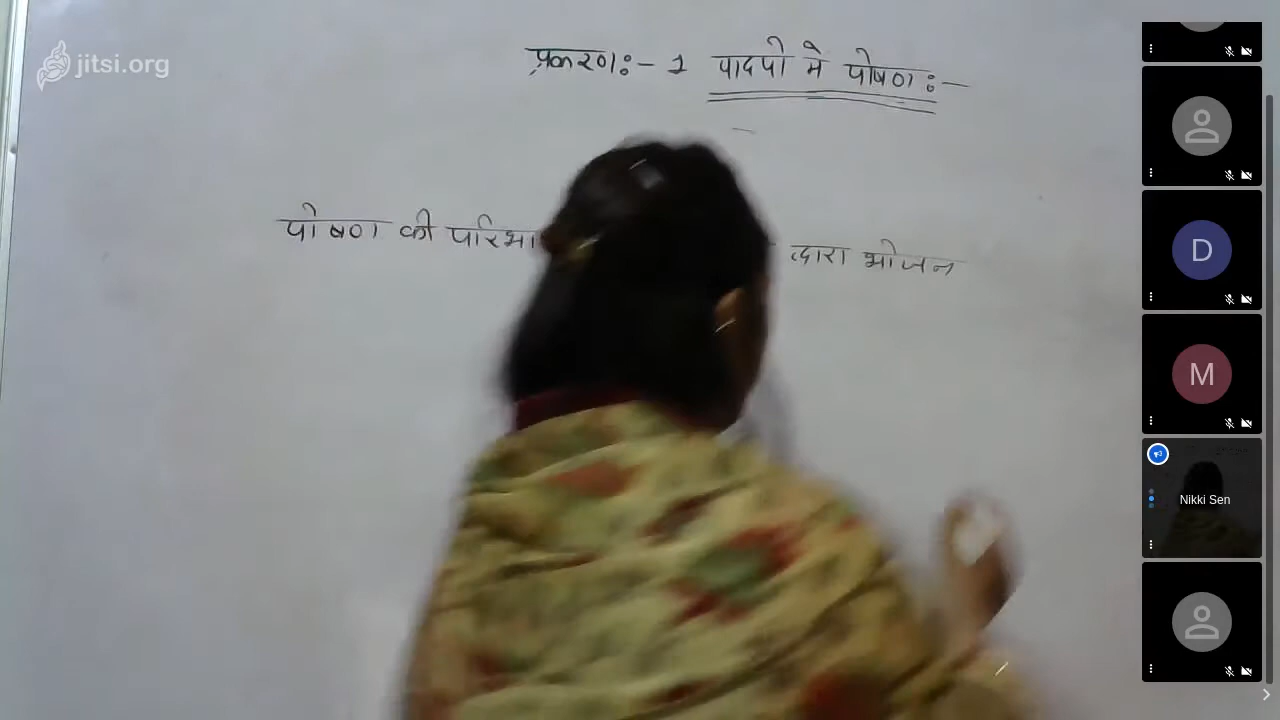 jitsi.org
प्रकरण:- 1 पादपो मे पोषण :-
पोषण की परिभा द्वारा भोजन
D
M
Nikki Sen